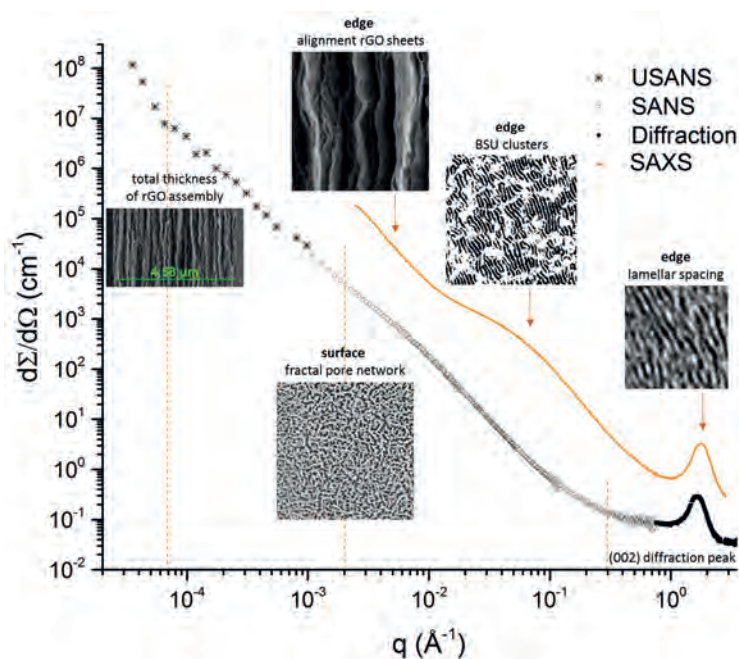 edge
alignment rGO sheets
10⁸
10⁷
10⁶
10⁵
10⁴
10³
10²
10¹
10⁰
10⁻¹
10⁻²
dΣ/dΩ (cm⁻¹)
USANS
SANS
Diffraction
SAXS
edge
BSU clusters
total thickness
of rGO assembly
4.58 µm
edge
lamellar spacing
surface
fractal pore network
(002) diffraction peak
10⁻⁴
10⁻³
10⁻²
10⁻¹
10⁰
q (Å⁻¹)